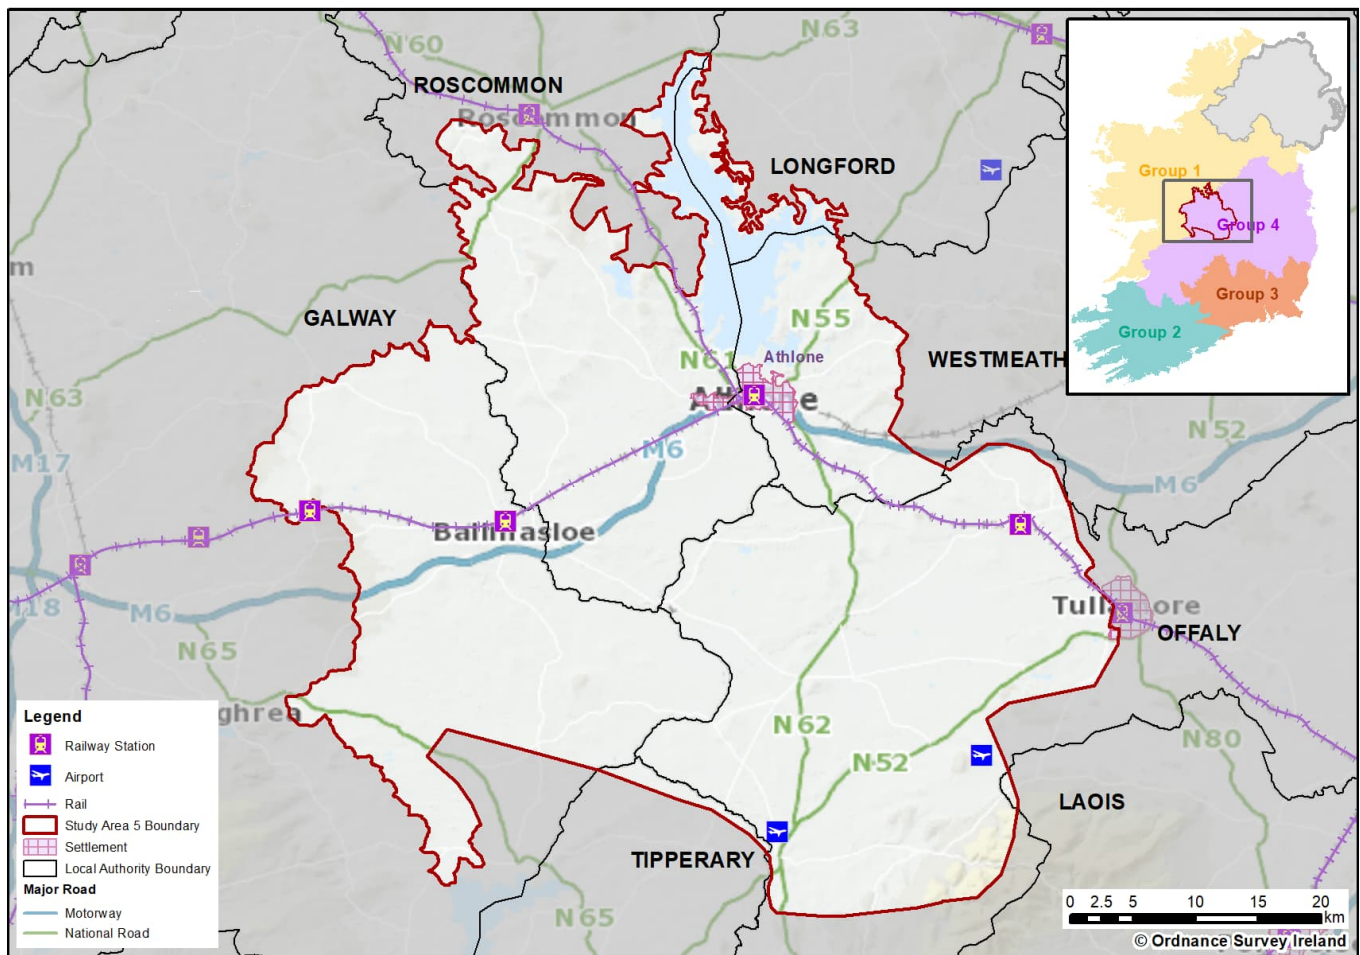 N60
N63
ROSCOMMON
Roscommon
LONGFORD
Group 1
Group 4
Group 3
Group 2
m
GALWAY
N55
N61
Athlone
WESTMEATH
N63
N52
M17
M6
M6
Ballinasloe
M18
M6
Tullamore
OFFALY
N65
ghrea
N62
N52
N80
LAOIS
TIPPERARY
N65
Legend
Railway Station
Airport
Rail
Study Area 5 Boundary
Settlement
Local Authority Boundary
Major Road
Motorway
National Road
0 2.5 5 10 15 20
km
© Ordnance Survey Ireland